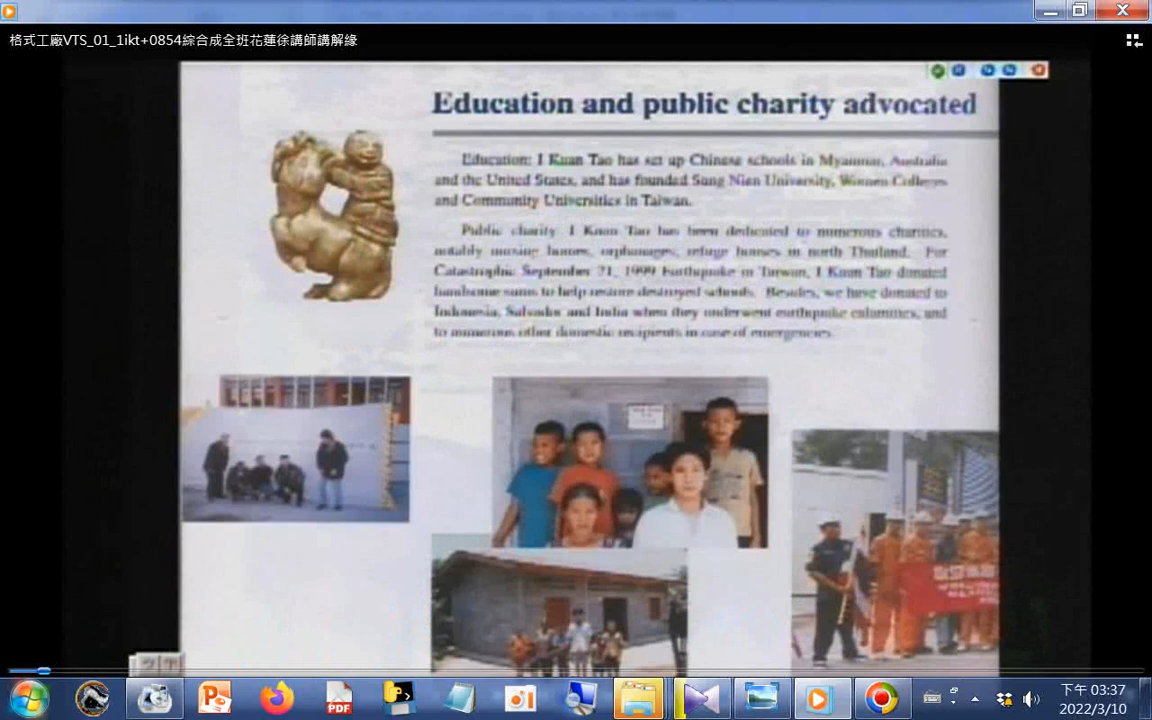 格式工廠VTS_01_1ikt+0854綜合成全班花蓮徐講師講解緣
Education and public charity advocated
Education: I Kuan Tao has set up Chinese schools in Myanmar, Australia
and the United States, and has founded Sung Nien University, Women Colleges
and Community Universities in Taiwan.
Public charity: I Kuan Tao has been dedicated to numerous charities,
notably nursing homes, orphanages, refuge houses in north Thailand. For
Catastrophic September 21, 1999 Earthquake in Taiwan, I Kuan Tao donated
handsome sums to help restore destroyed schools. Besides, we have donated to
Indonesia, Salvador and India when they underwent earthquake calamities, and
to numerous other domestic recipients in case of emergencies.
PDF
下午 03:37
2022/3/10